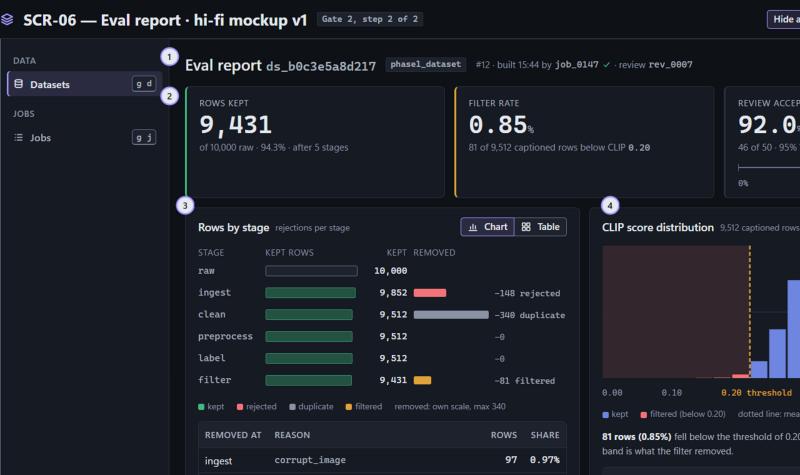 SCR-06 — Eval report · hi-fi mockup v1
Gate 2, step 2 of 2
Hide a
DATA
Datasets
g d
JOBS
Jobs
g j
1
Eval report ds_b0c3e5a8d217
phase1_dataset
#12 · built 15:44 by job_0147 ✓ · review rev_0007
2
ROWS KEPT
9,431
of 10,000 raw · 94.3% · after 5 stages
FILTER RATE
0.85%
81 of 9,512 captioned rows below CLIP 0.20
REVIEW ACCEP
92.0%
46 of 50 · 95%
0%
3
Rows by stage rejections per stage
Chart
Table
STAGE KEPT ROWS KEPT REMOVED
raw 10,000
ingest 9,852 −148 rejected
clean 9,512 −340 duplicate
preprocess 9,512 −0
label 9,512 −0
filter 9,431 −81 filtered
kept rejected duplicate filtered removed: own scale, max 340
REMOVED AT REASON ROWS SHARE
ingest corrupt_image 97 0.97%
4
CLIP score distribution 9,512 captioned rows
0.00 0.10 0.20 threshold
kept filtered (below 0.20) dotted line: mea
81 rows (0.85%) fell below the threshold of 0.20
band is what the filter removed.